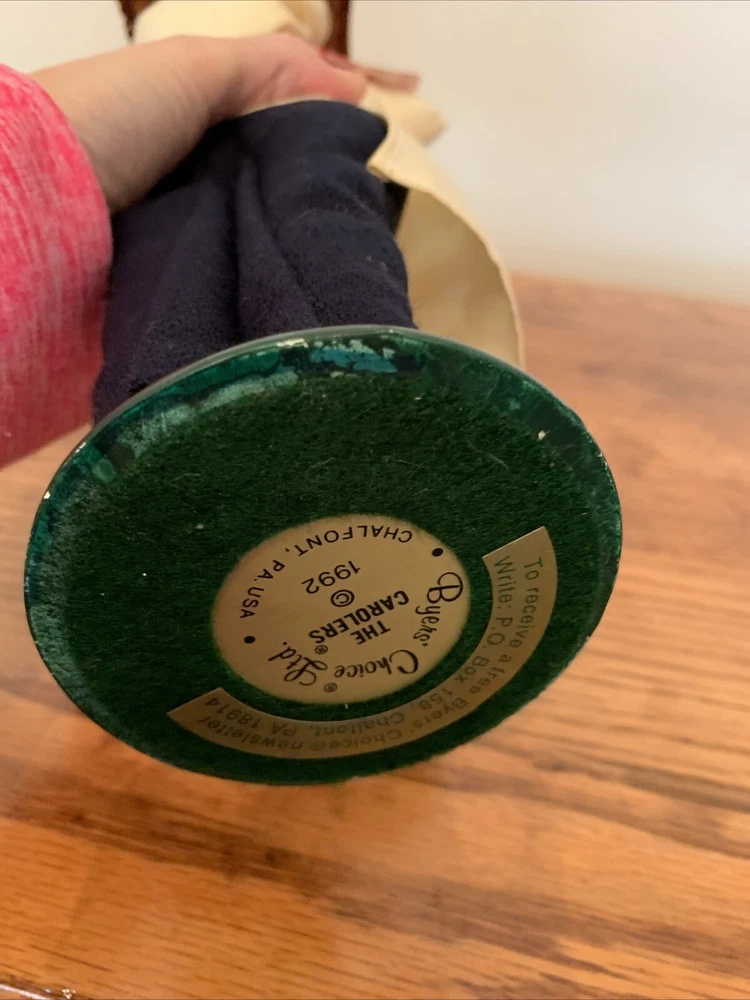 Byers' Choice Ltd.®
THE
CAROLERS®
©
1992
CHALFONT, PA. USA
To receive a free Byers' Choice® newsletter
Write: P.O. Box 158, Chalfont, PA 18914